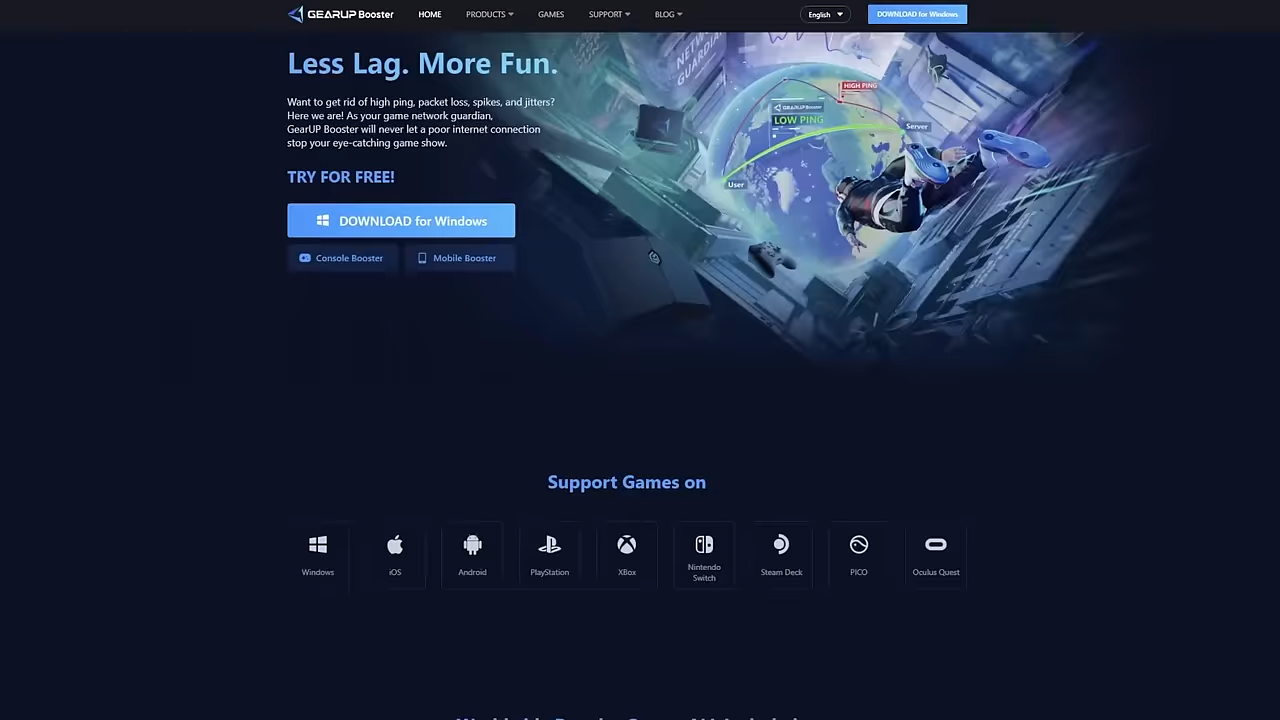 GEARUP Booster
HOME
PRODUCTS
GAMES
SUPPORT
BLOG
English
DOWNLOAD for Windows
Less Lag. More Fun.
Want to get rid of high ping, packet loss, spikes, and jitters?
Here we are! As your game network guardian,
GearUP Booster will never let a poor internet connection
stop your eye-catching game show.
TRY FOR FREE!
DOWNLOAD for Windows
Console Booster
Mobile Booster
NETWORK
GUARDIAN
HIGH PING
GEARUP Booster
LOW PING
Server
User
Support Games on
Windows
iOS
Android
PlayStation
XBox
Nintendo
Switch
Steam Deck
PICO
Oculus Quest